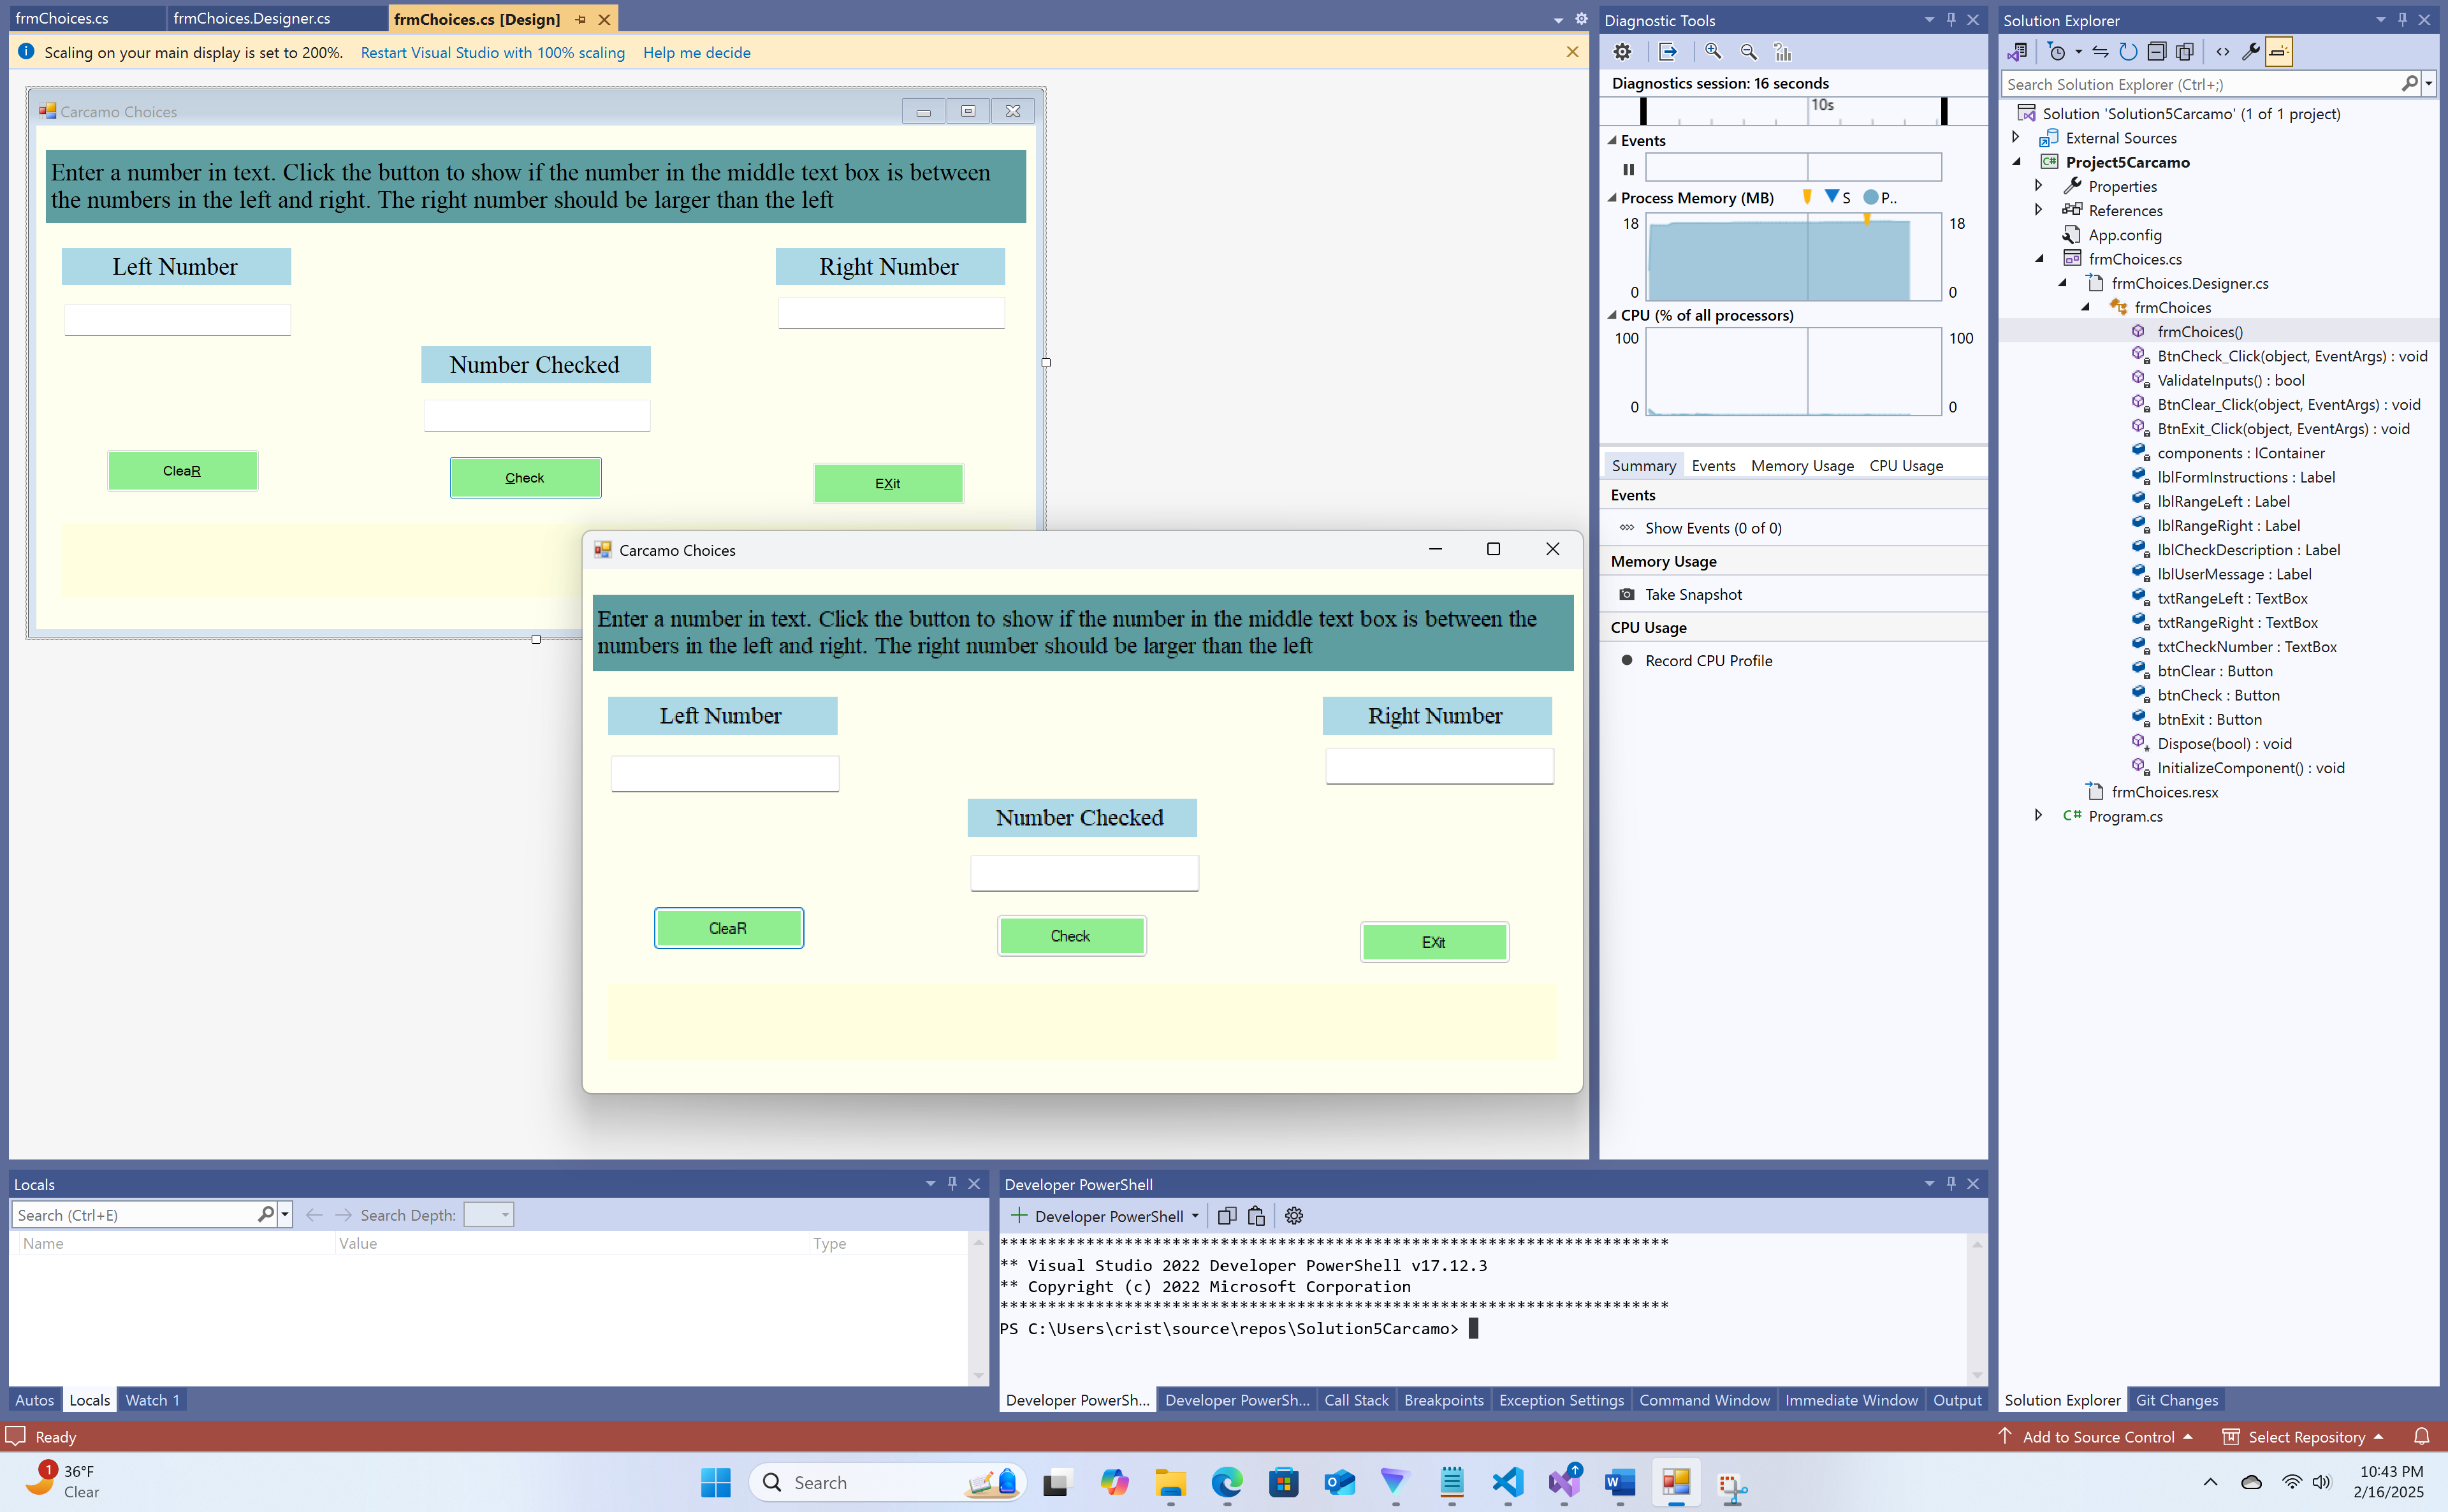 frmChoices.cs
frmChoices.Designer.cs
frmChoices.cs [Design]
Scaling on your main display is set to 200%. Restart Visual Studio with 100% scaling Help me decide
Carcamo Choices
Enter a number in text. Click the button to show if the number in the middle text box is between
the numbers in the left and right. The right number should be larger than the left
Left Number
Right Number
Number Checked
CleaR
Check
EXit
Carcamo Choices
Enter a number in text. Click the button to show if the number in the middle text box is between the
numbers in the left and right. The right number should be larger than the left
Left Number
Right Number
Number Checked
CleaR
Check
EXit
Diagnostic Tools
Diagnostics session: 16 seconds
10s
Events
Process Memory (MB)
S
P..
18
18
0
0
CPU (% of all processors)
100
100
0
0
Summary
Events
Memory Usage
CPU Usage
Events
Show Events (0 of 0)
Memory Usage
Take Snapshot
CPU Usage
Record CPU Profile
Solution Explorer
Search Solution Explorer (Ctrl+;)
Solution 'Solution5Carcamo' (1 of 1 project)
External Sources
C# Project5Carcamo
Properties
References
App.config
frmChoices.cs
frmChoices.Designer.cs
frmChoices
frmChoices()
BtnCheck_Click(object, EventArgs) : void
ValidateInputs() : bool
BtnClear_Click(object, EventArgs) : void
BtnExit_Click(object, EventArgs) : void
components : IContainer
lblFormInstructions : Label
lblRangeLeft : Label
lblRangeRight : Label
lblCheckDescription : Label
lblUserMessage : Label
txtRangeLeft : TextBox
txtRangeRight : TextBox
txtCheckNumber : TextBox
btnClear : Button
btnCheck : Button
btnExit : Button
Dispose(bool) : void
InitializeComponent() : void
frmChoices.resx
C# Program.cs
Locals
Search (Ctrl+E)
Search Depth:
Name
Value
Type
Autos
Locals
Watch 1
Developer PowerShell
Developer PowerShell
**********************************************************************
** Visual Studio 2022 Developer PowerShell v17.12.3
** Copyright (c) 2022 Microsoft Corporation
**********************************************************************
PS C:\Users\crist\source\repos\Solution5Carcamo>
Developer PowerSh...
Developer PowerSh...
Call Stack
Breakpoints
Exception Settings
Command Window
Immediate Window
Output
Solution Explorer
Git Changes
Ready
Add to Source Control
Select Repository
1
36°F
Clear
Search
10:43 PM
2/16/2025